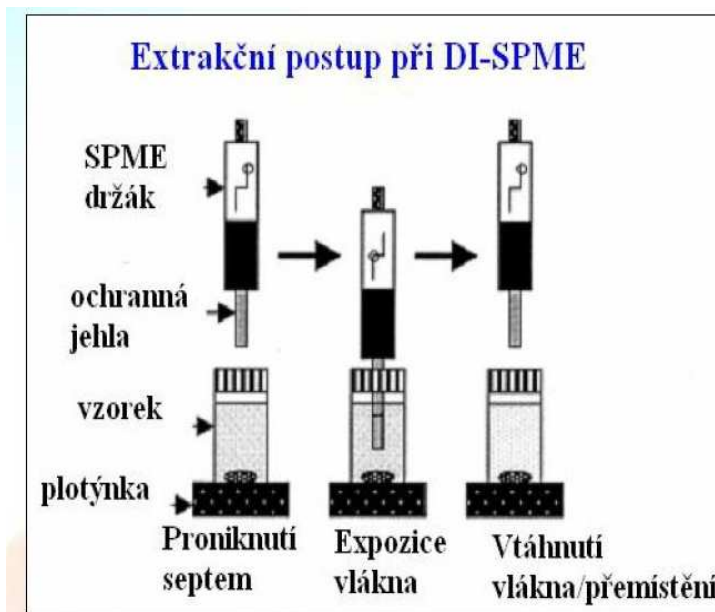 Extrakční postup při DI-SPME
SPME
držák
ochranná
jehla
vzorek
plotýnka
Proniknutí
septem
Expozice
vlákna
Vtáhnutí
vlákna/přemístění